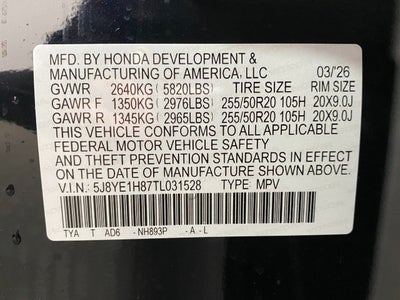 MFD. BY HONDA DEVELOPMENT &
MANUFACTURING OF AMERICA, LLC 03/26
GVWR 2640KG (5820LBS) TIRE SIZE RIM SIZE
GAWR F 1350KG (2976LBS) 255/50R20 105H 20X9.0J
GAWR R 1345KG (2965LBS) 255/50R20 105H 20X9.0J
THIS VEHICLE CONFORMS TO ALL APPLICABLE
FEDERAL MOTOR VEHICLE SAFETY
AND THEFT PREVENTION STANDARDS IN EFFECT ON
THE DATE OF MANUFACTURE SHOWN ABOVE.
V.I.N.: 5J8YE1H87TL031528 TYPE: MPV
TYA T AD6 -NH893P -A -L